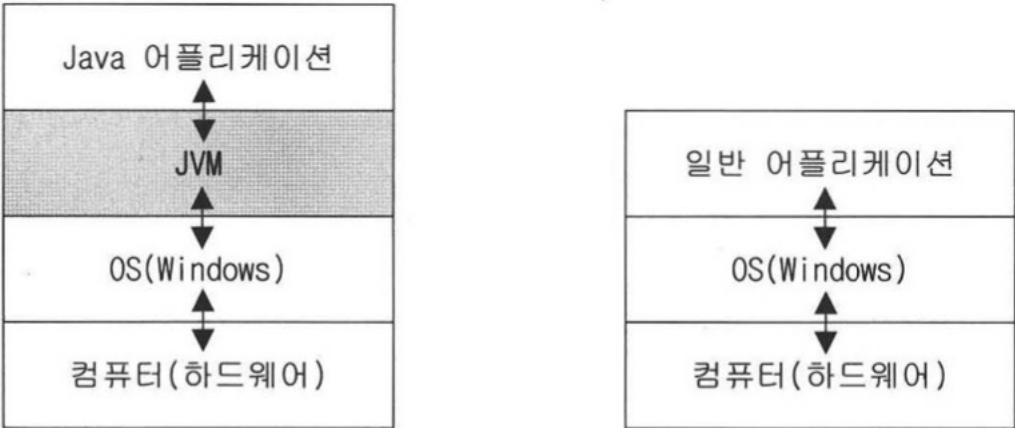 Java 어플리케이션
JVM
OS(Windows)
컴퓨터(하드웨어)
일반 어플리케이션
OS(Windows)
컴퓨터(하드웨어)